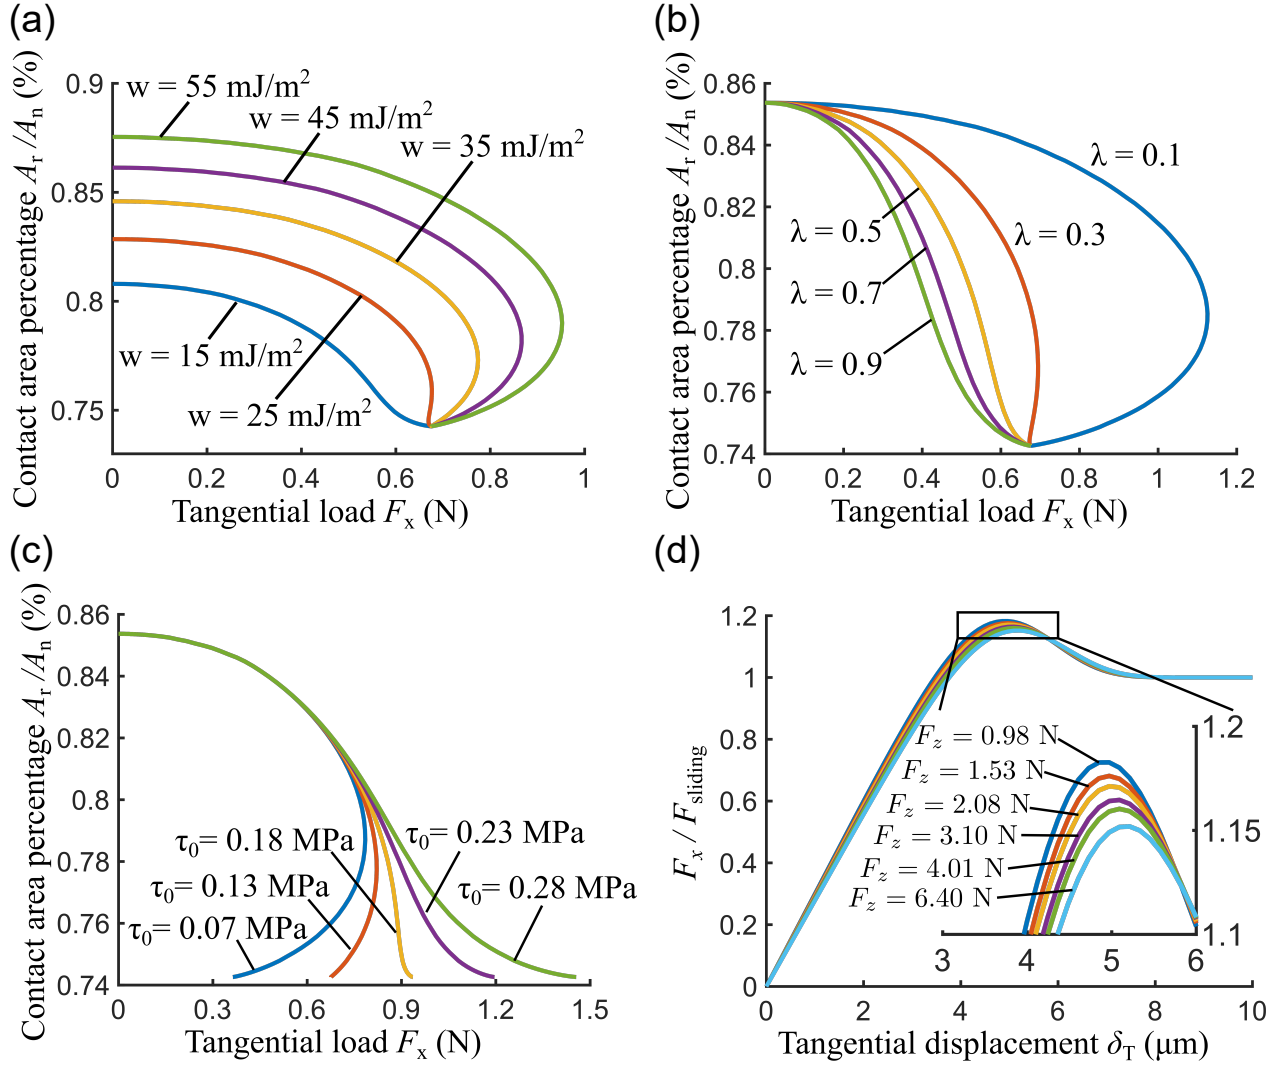 (a)
Contact area percentage Ar /An (%)
0.9
0.85
0.8
0.75
w = 55 mJ/m²
w = 45 mJ/m²
w = 35 mJ/m²
w = 15 mJ/m²
w = 25 mJ/m²
0 0.2 0.4 0.6 0.8 1
Tangential load Fx (N)
(b)
Contact area percentage Ar /An (%)
0.86
0.84
0.82
0.8
0.78
0.76
0.74
λ = 0.1
λ = 0.3
λ = 0.5
λ = 0.7
λ = 0.9
0 0.2 0.4 0.6 0.8 1 1.2
Tangential load Fx (N)
(c)
Contact area percentage Ar /An (%)
0.86
0.84
0.82
0.8
0.78
0.76
0.74
τ0= 0.18 MPa
τ0= 0.23 MPa
τ0= 0.13 MPa
τ0= 0.28 MPa
τ0= 0.07 MPa
0 0.3 0.6 0.9 1.2 1.5
Tangential load Fx (N)
(d)
Fx / Fsliding
1.2
1
0.8
0.6
0.4
0.2
0
Fz = 0.98 N
Fz = 1.53 N
Fz = 2.08 N
Fz = 3.10 N
Fz = 4.01 N
Fz = 6.40 N
1.2
1.15
1.1
3 4 5 6
0 2 4 6 8 10
Tangential displacement δT (μm)